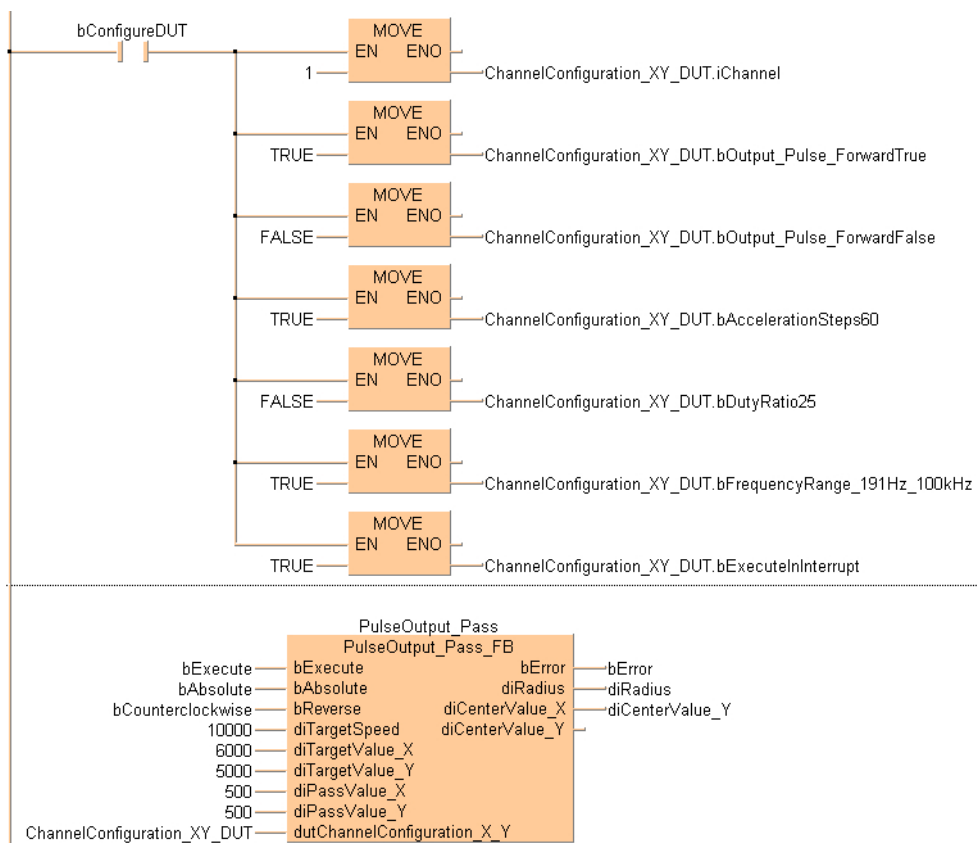 bConfigureDUT
MOVE
EN ENO
1 ChannelConfiguration_XY_DUT.iChannel
MOVE
EN ENO
TRUE ChannelConfiguration_XY_DUT.bOutput_Pulse_ForwardTrue
MOVE
EN ENO
FALSE ChannelConfiguration_XY_DUT.bOutput_Pulse_ForwardFalse
MOVE
EN ENO
TRUE ChannelConfiguration_XY_DUT.bAccelerationSteps60
MOVE
EN ENO
FALSE ChannelConfiguration_XY_DUT.bDutyRatio25
MOVE
EN ENO
TRUE ChannelConfiguration_XY_DUT.bFrequencyRange_191Hz_100kHz
MOVE
EN ENO
TRUE ChannelConfiguration_XY_DUT.bExecuteInInterrupt
PulseOutput_Pass
PulseOutput_Pass_FB
bExecute bExecute bError bError
bAbsolute bAbsolute diRadius diRadius
bCounterclockwise bReverse diCenterValue_X diCenterValue_Y
10000 diTargetSpeed diCenterValue_Y
6000 diTargetValue_X
5000 diTargetValue_Y
500 diPassValue_X
500 diPassValue_Y
ChannelConfiguration_XY_DUT dutChannelConfiguration_X_Y